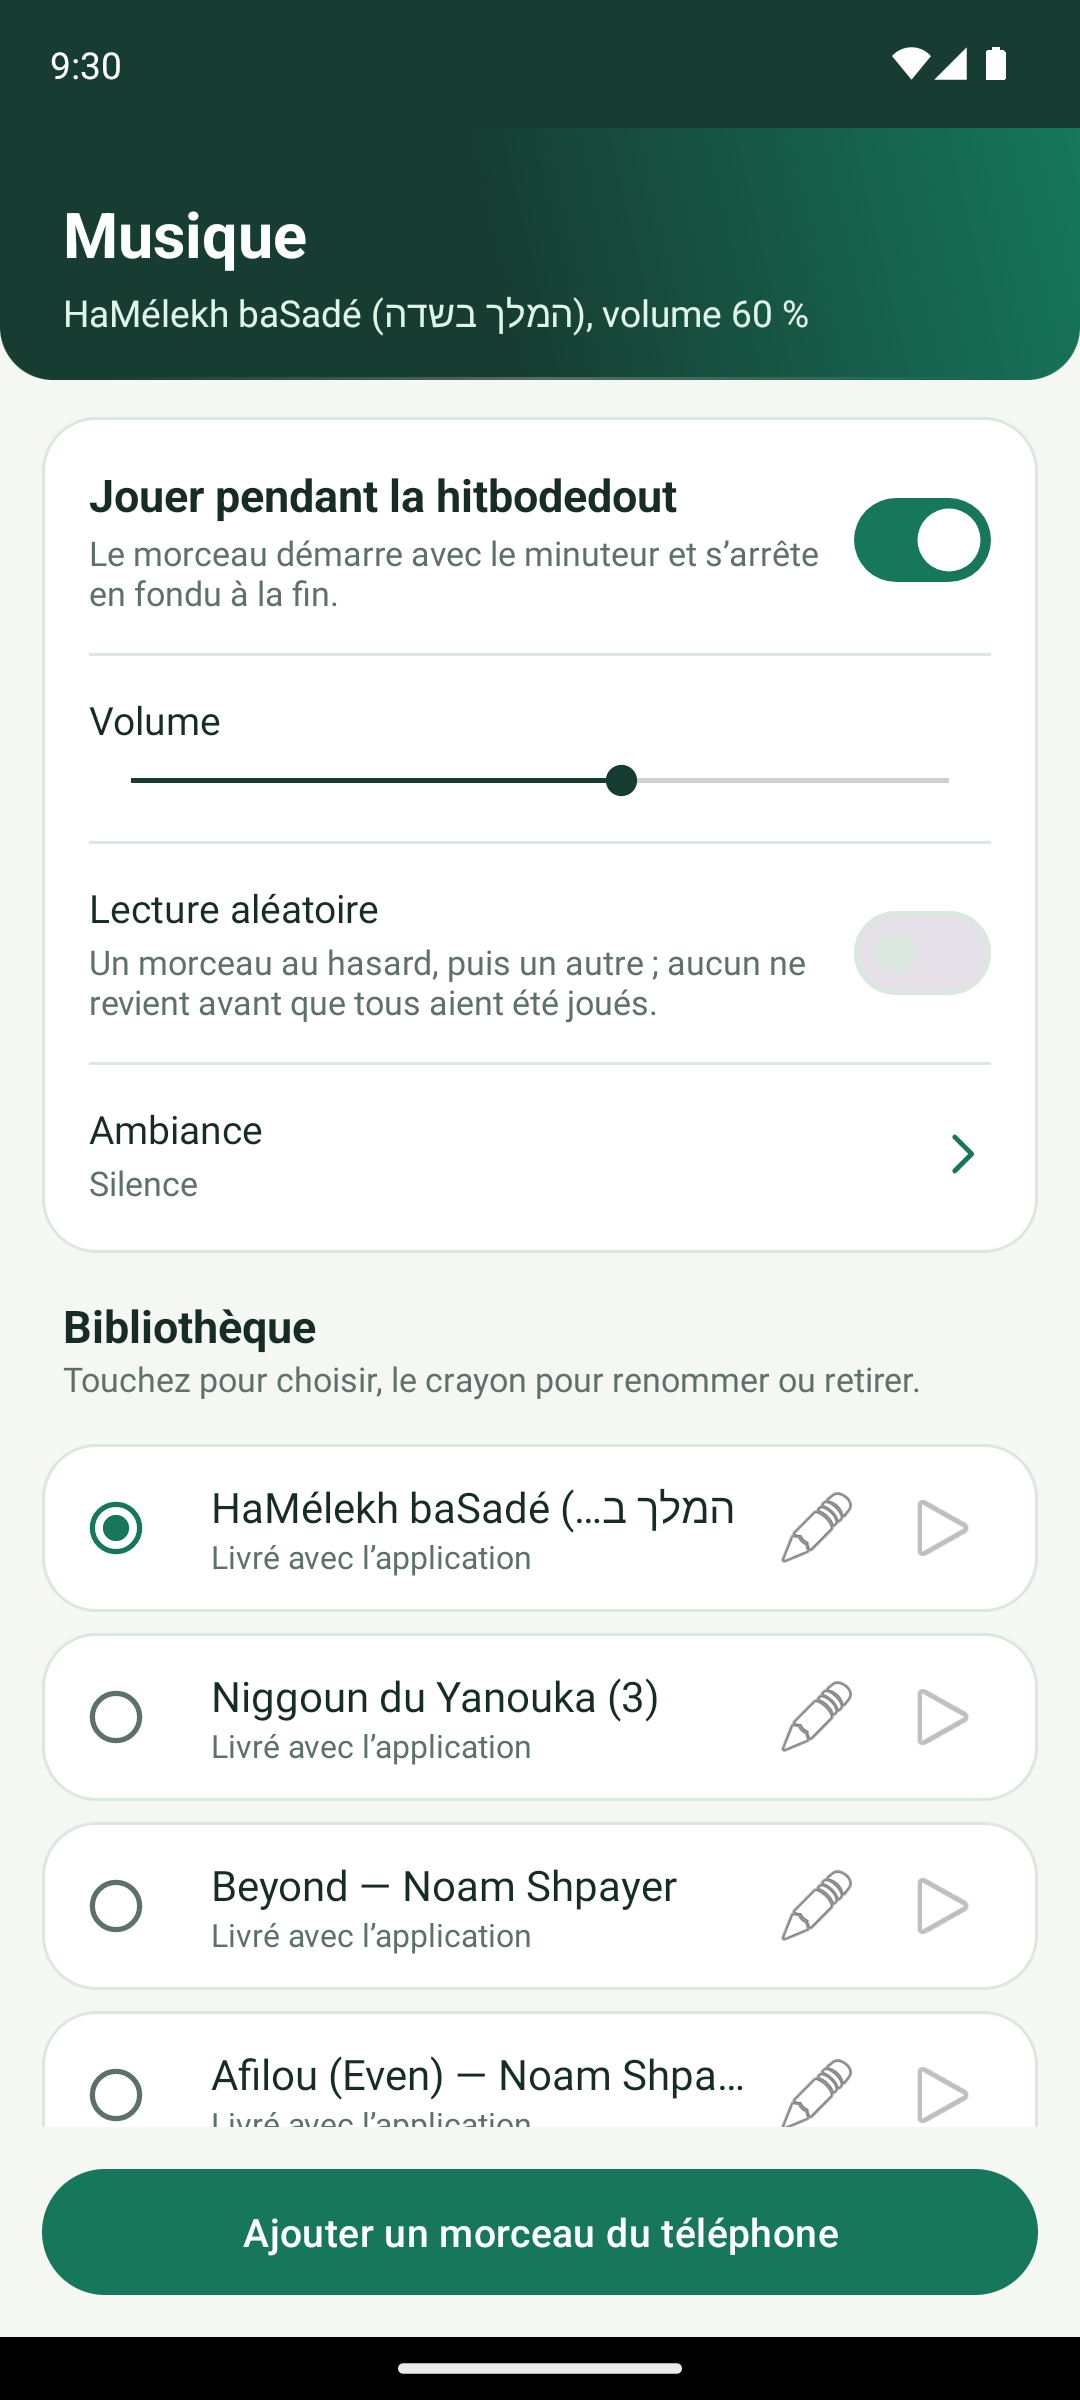 9:30
Musique
HaMélekh baSadé (המלך בשדה), volume 60 %
Jouer pendant la hitbodedout
Le morceau démarre avec le minuteur et s’arrête
en fondu à la fin.
Volume
Lecture aléatoire
Un morceau au hasard, puis un autre ; aucun ne
revient avant que tous aient été joués.
Ambiance
Silence
Bibliothèque
Touchez pour choisir, le crayon pour renommer ou retirer.
HaMélekh baSadé (המלך ב…
Livré avec l’application
Niggoun du Yanouka (3)
Livré avec l’application
Beyond — Noam Shpayer
Livré avec l’application
Afilou (Even) — Noam Shpa…
Livré avec l’application
Ajouter un morceau du téléphone